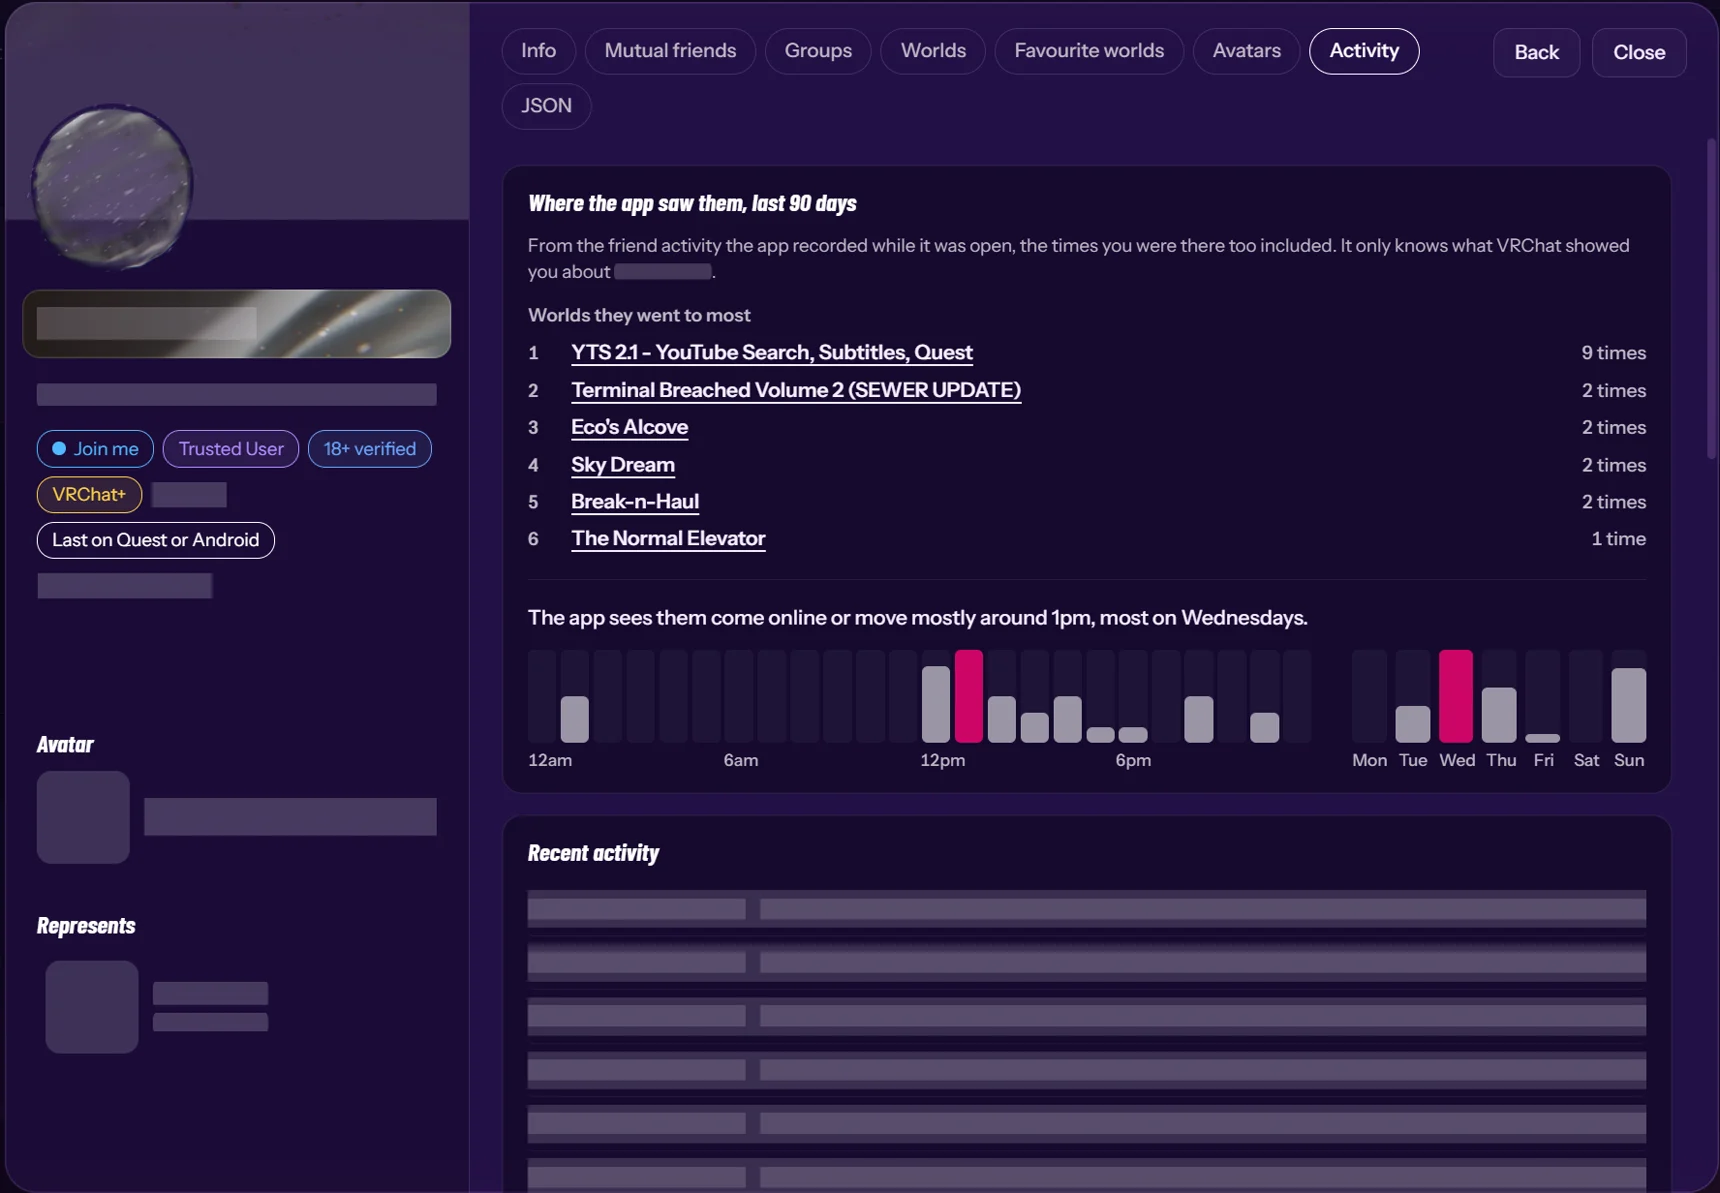 Info
Mutual friends
Groups
Worlds
Favourite worlds
Avatars
Activity
Back
Close
JSON
Join me
Trusted User
18+ verified
VRChat+
Last on Quest or Android
Avatar
Represents
Where the app saw them, last 90 days
From the friend activity the app recorded while it was open, the times you were there too included. It only knows what VRChat showed
you about .
Worlds they went to most
1 YTS 2.1 - YouTube Search, Subtitles, Quest 9 times
2 Terminal Breached Volume 2 (SEWER UPDATE) 2 times
3 Eco's Alcove 2 times
4 Sky Dream 2 times
5 Break-n-Haul 2 times
6 The Normal Elevator 1 time
The app sees them come online or move mostly around 1pm, most on Wednesdays.
12am 6am 12pm 6pm
Mon Tue Wed Thu Fri Sat Sun
Recent activity